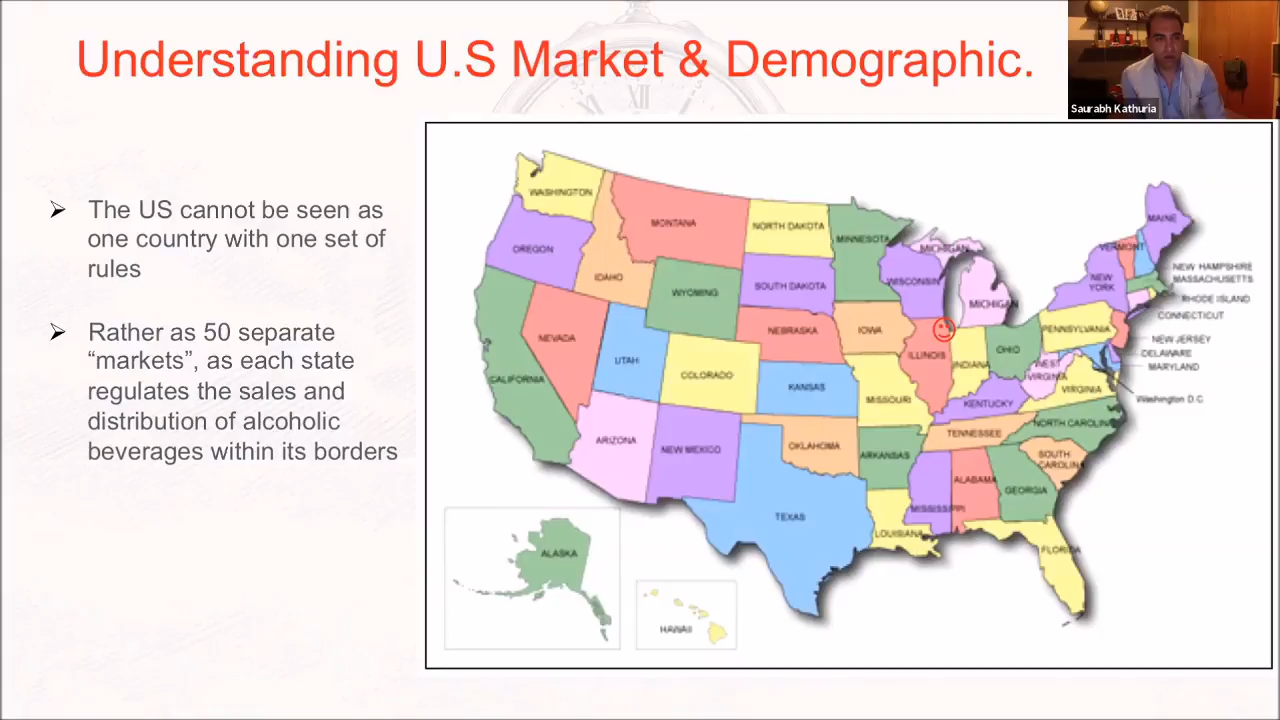 Understanding U.S Market & Demographic.
Saurabh Kathuria
The US cannot be seen as
one country with one set of
rules
Rather as 50 separate
“markets”, as each state
regulates the sales and
distribution of alcoholic
beverages within its borders
WASHINGTON
MONTANA
NORTH DAKOTA
MINNESOTA
MICHIGAN
MAINE
VERMONT
OREGON
IDAHO
WYOMING
SOUTH DAKOTA
WISCONSIN
MICHIGAN
NEW
YORK
NEW HAMPSHIRE
MASSACHUSETTS
RHODE ISLAND
CONNECTICUT
NEVADA
UTAH
NEBRASKA
IOWA
ILLINOIS
INDIANA
OHIO
PENNSYLVANIA
NEW JERSEY
DELAWARE
MARYLAND
CALIFORNIA
COLORADO
KANSAS
MISSOURI
KENTUCKY
WEST
VIRGINIA
VIRGINIA
Washington D.C.
ARIZONA
NEW MEXICO
OKLAHOMA
ARKANSAS
TENNESSEE
NORTH CAROLINA
SOUTH
CAROLINA
TEXAS
LOUISIANA
MISSISSIPPI
ALABAMA
GEORGIA
FLORIDA
ALASKA
HAWAII
XII